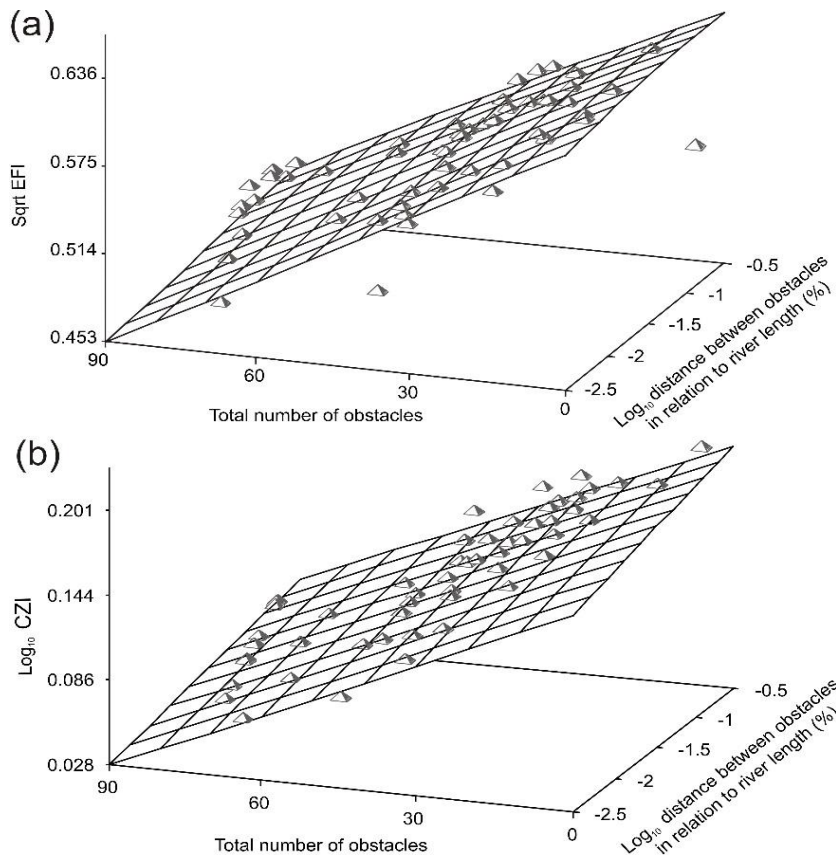 (a)
0.636
0.575
0.514
0.453
Sqrt EFI
90
60
30
0
Total number of obstacles
-0.5
-1
-1.5
-2
-2.5
Log₁₀ distance between obstacles
in relation to river length (%)
(b)
0.201
0.144
0.086
0.028
Log₁₀ CZI
90
60
30
0
Total number of obstacles
-0.5
-1
-1.5
-2
-2.5
Log₁₀ distance between obstacles
in relation to river length (%)